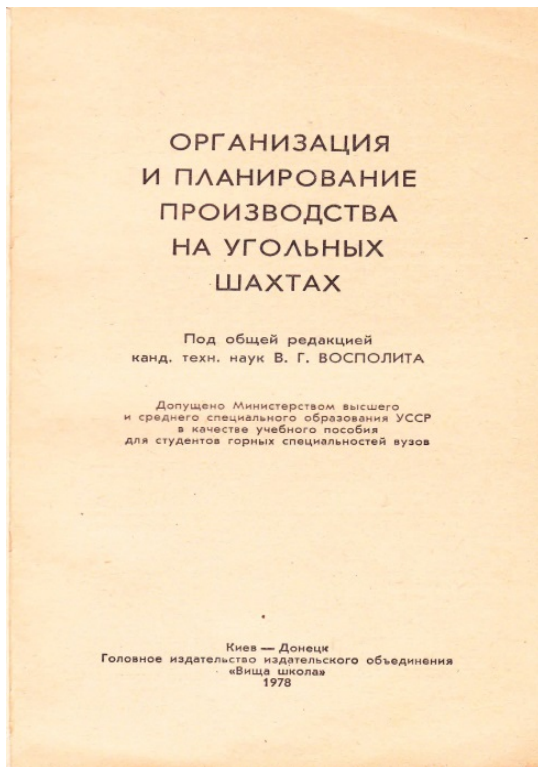 ОРГАНИЗАЦИЯ
И ПЛАНИРОВАНИЕ
ПРОИЗВОДСТВА
НА УГОЛЬНЫХ
ШАХТАХ
Под общей редакцией
канд. техн. наук В. Г. ВОСПОЛИТА
Допущено Министерством высшего
и среднего специального образования УССР
в качестве учебного пособия
для студентов горных специальностей вузов
Киев — Донецк
Головное издательство издательского объединения
«Вища школа»
1978